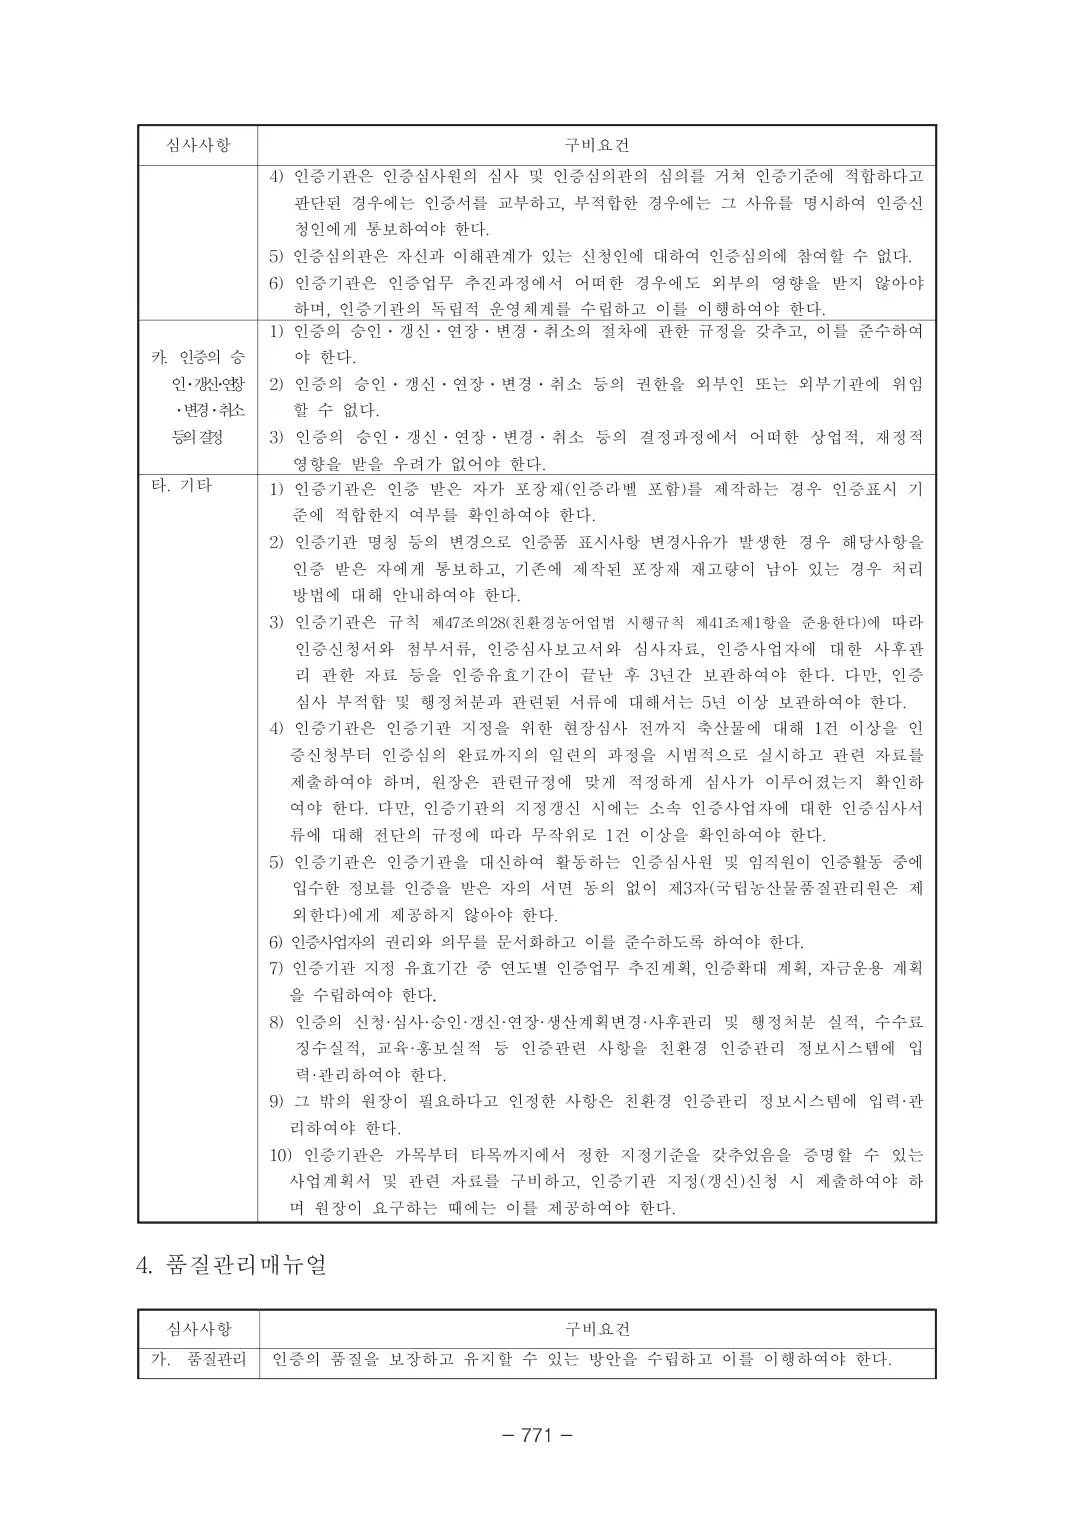 심사사항
구비요건
4) 인증기관은 인증심사원의 심사 및 인증심의관의 심의를 거쳐 인증기준에 적합하다고
판단된 경우에는 인증서를 교부하고, 부적합한 경우에는 그 사유를 명시하여 인증신
청인에게 통보하여야 한다.
5) 인증심의관은 자신과 이해관계가 있는 신청인에 대하여 인증심의에 참여할 수 없다.
6) 인증기관은 인증업무 추진과정에서 어떠한 경우에도 외부의 영향을 받지 않아야
하며, 인증기관의 독립적 운영체계를 수립하고 이를 이행하여야 한다.
카. 인증의 승
인·갱신·연장
·변경·취소
등의 결정
1) 인증의 승인·갱신·연장·변경·취소의 절차에 관한 규정을 갖추고, 이를 준수하여
야 한다.
2) 인증의 승인·갱신·연장·변경·취소 등의 권한을 외부인 또는 외부기관에 위임
할 수 없다.
3) 인증의 승인·갱신·연장·변경·취소 등의 결정과정에서 어떠한 상업적, 재정적
영향을 받을 우려가 없어야 한다.
타. 기타
1) 인증기관은 인증 받은 자가 포장재(인증라벨 포함)를 제작하는 경우 인증표시 기
준에 적합한지 여부를 확인하여야 한다.
2) 인증기관 명칭 등의 변경으로 인증품 표시사항 변경사유가 발생한 경우 해당사항을
인증 받은 자에게 통보하고, 기존에 제작된 포장재 재고량이 남아 있는 경우 처리
방법에 대해 안내하여야 한다.
3) 인증기관은 규칙 제47조의28(친환경농어업법 시행규칙 제41조제1항을 준용한다)에 따라
인증신청서와 첨부서류, 인증심사보고서와 심사자료, 인증사업자에 대한 사후관
리 관한 자료 등을 인증유효기간이 끝난 후 3년간 보관하여야 한다. 다만, 인증
심사 부적합 및 행정처분과 관련된 서류에 대해서는 5년 이상 보관하여야 한다.
4) 인증기관은 인증기관 지정을 위한 현장심사 전까지 축산물에 대해 1건 이상을 인
증신청부터 인증심의 완료까지의 일련의 과정을 시범적으로 실시하고 관련 자료를
제출하여야 하며, 원장은 관련규정에 맞게 적정하게 심사가 이루어졌는지 확인하
여야 한다. 다만, 인증기관의 지정갱신 시에는 소속 인증사업자에 대한 인증심사서
류에 대해 전단의 규정에 따라 무작위로 1건 이상을 확인하여야 한다.
5) 인증기관은 인증기관을 대신하여 활동하는 인증심사원 및 임직원이 인증활동 중에
입수한 정보를 인증을 받은 자의 서면 동의 없이 제3자(국립농산물품질관리원은 제
외한다)에게 제공하지 않아야 한다.
6) 인증사업자의 권리와 의무를 문서화하고 이를 준수하도록 하여야 한다.
7) 인증기관 지정 유효기간 중 연도별 인증업무 추진계획, 인증확대 계획, 자금운용 계획
을 수립하여야 한다.
8) 인증의 신청·심사·승인·갱신·연장·생산계획변경·사후관리 및 행정처분 실적, 수수료
징수실적, 교육·홍보실적 등 인증관련 사항을 친환경 인증관리 정보시스템에 입
력·관리하여야 한다.
9) 그 밖의 원장이 필요하다고 인정한 사항은 친환경 인증관리 정보시스템에 입력·관
리하여야 한다.
10) 인증기관은 가목부터 타목까지에서 정한 지정기준을 갖추었음을 증명할 수 있는
사업계획서 및 관련 자료를 구비하고, 인증기관 지정(갱신)신청 시 제출하여야 하
며 원장이 요구하는 때에는 이를 제공하여야 한다.
4. 품질관리매뉴얼
심사사항
구비요건
가. 품질관리
인증의 품질을 보장하고 유지할 수 있는 방안을 수립하고 이를 이행하여야 한다.
– 771 –